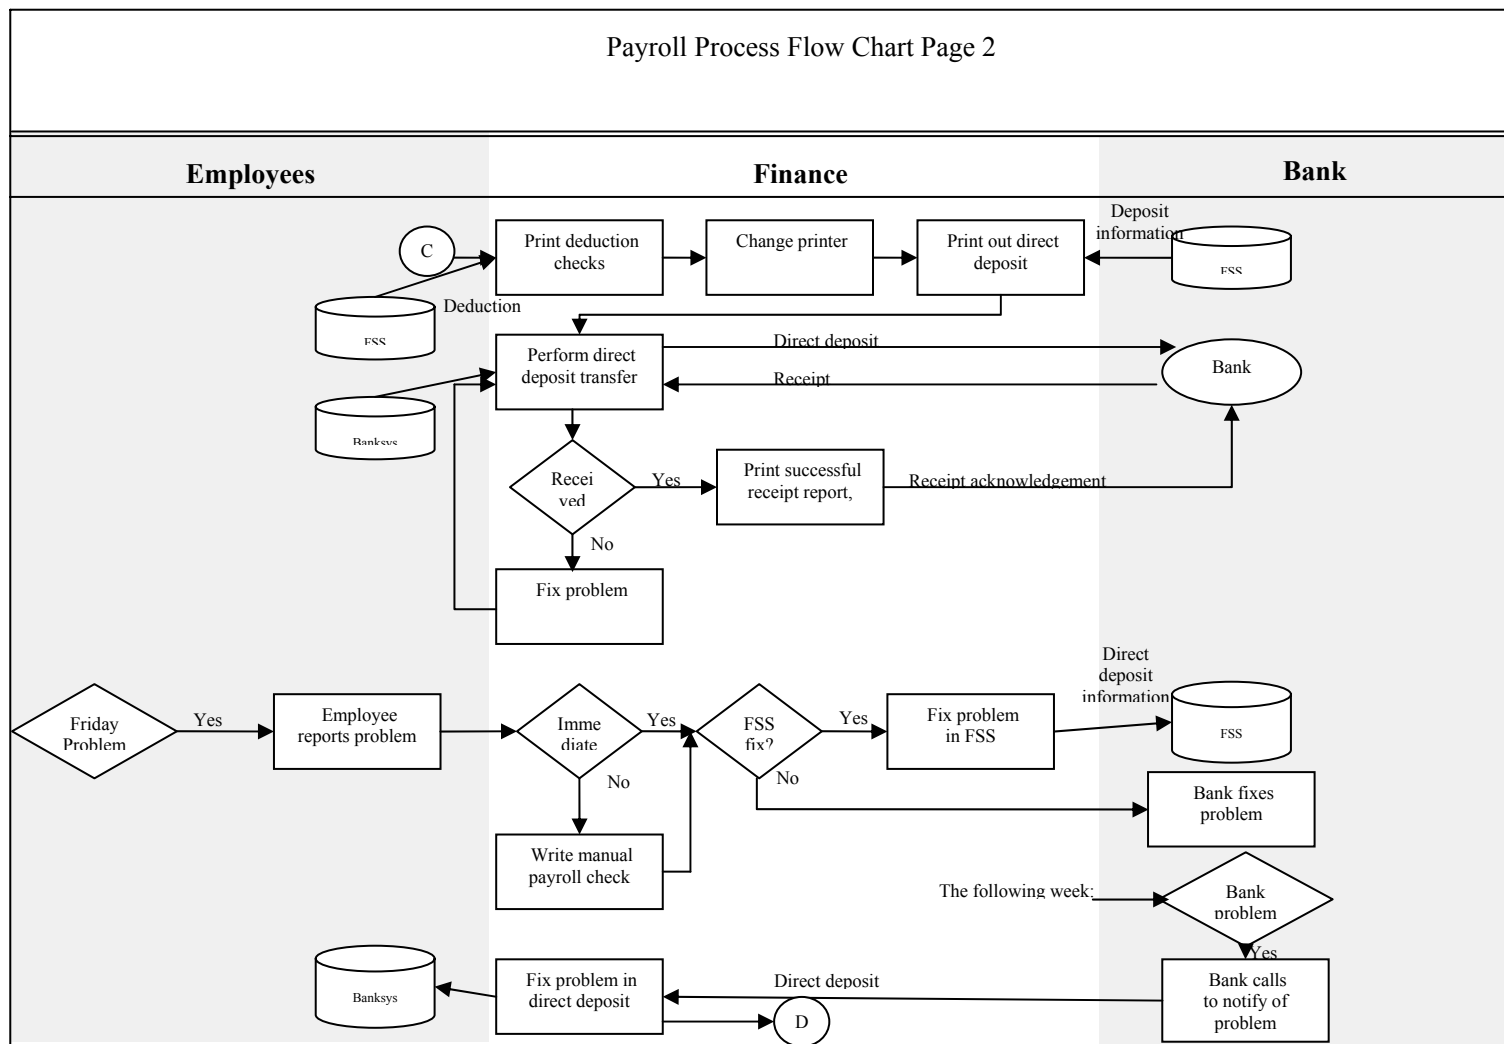 Payroll Process Flow Chart Page 2
Employees
Finance
Bank
C
Print deduction
checks
Change printer
Print out direct
deposit
Deposit
information
FSS
Deduction
FSS
Perform direct
deposit transfer
Direct deposit
Receipt
Bank
Banksys
Recei
ved
Yes
Print successful
receipt report,
Receipt acknowledgement
No
Fix problem
Friday
Problem
Yes
Employee
reports problem
Imme
diate
Yes
FSS
fix?
Yes
Fix problem
in FSS
Direct
deposit
information
FSS
No
No
Bank fixes
problem
Write manual
payroll check
The following week:
Bank
problem
Yes
Banksys
Fix problem in
direct deposit
Direct deposit
D
Bank calls
to notify of
problem